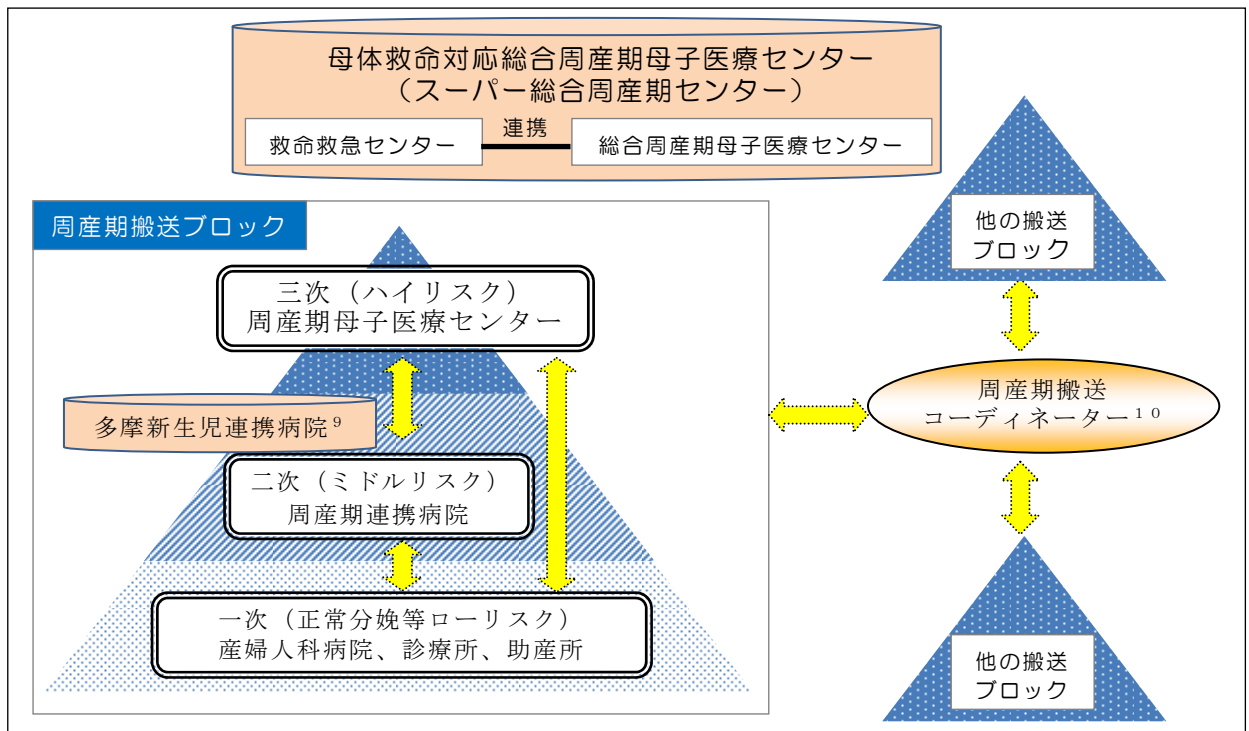 母体救命対応総合周産期母子医療センター
（スーパー総合周産期センター）
救命救急センター
連携
総合周産期母子医療センター
周産期搬送ブロック
三次（ハイリスク）
周産期母子医療センター
多摩新生児連携病院⁹
二次（ミドルリスク）
周産期連携病院
一次（正常分娩等ローリスク）
産婦人科病院、診療所、助産所
他の搬送
ブロック
周産期搬送
コーディネーター¹⁰
他の搬送
ブロック